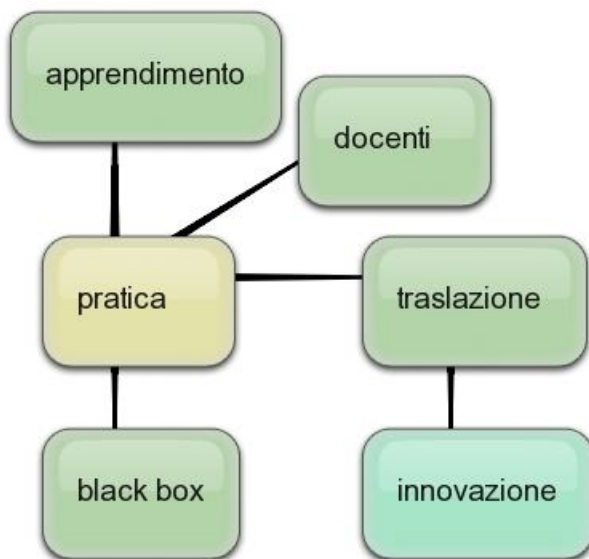 apprendimento
docenti
pratica
traslazione
black box
innovazione